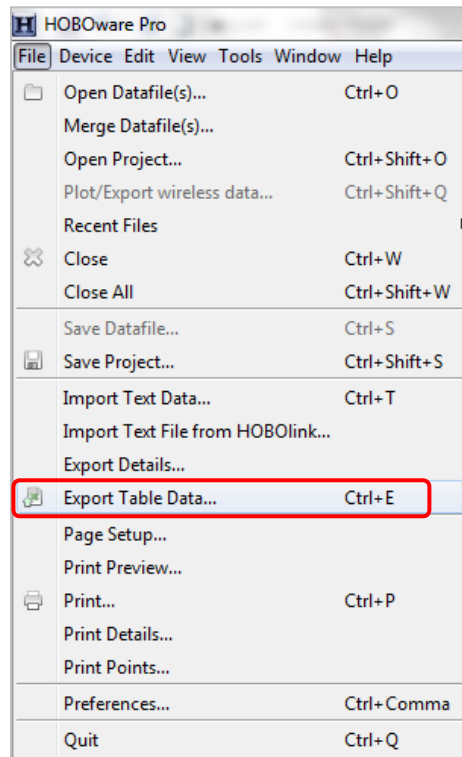 HOBOware Pro
File Device Edit View Tools Window Help
Open Datafile(s)... Ctrl+O
Merge Datafile(s)...
Open Project... Ctrl+Shift+O
Plot/Export wireless data... Ctrl+Shift+Q
Recent Files
Close Ctrl+W
Close All Ctrl+Shift+W
Save Datafile... Ctrl+S
Save Project... Ctrl+Shift+S
Import Text Data... Ctrl+T
Import Text File from HOBOlink...
Export Details...
Export Table Data... Ctrl+E
Page Setup...
Print Preview...
Print... Ctrl+P
Print Details...
Print Points...
Preferences... Ctrl+Comma
Quit Ctrl+Q